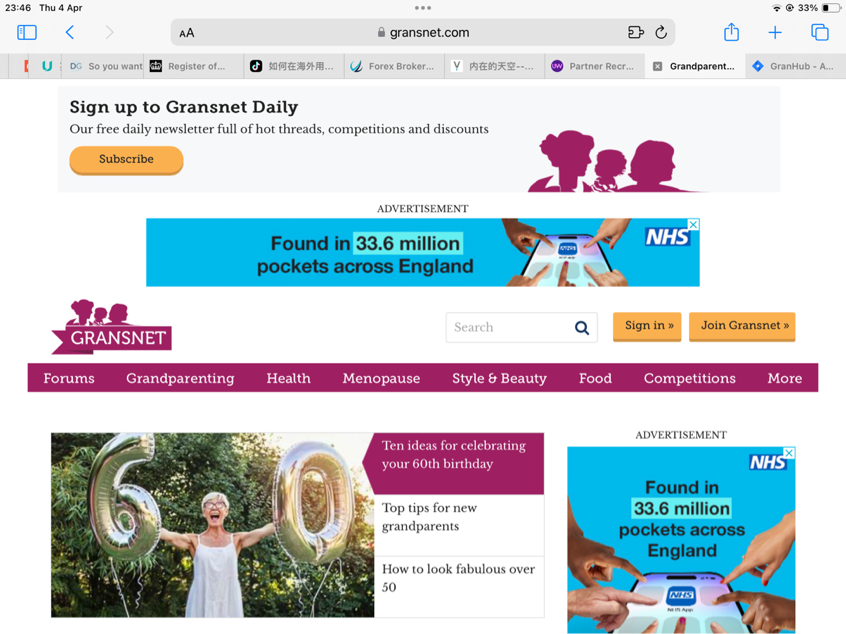 23:46 Thu 4 Apr
33%
AA
gransnet.com
DG So you want
Register of...
如何在海外用...
Forex Broker...
Y 内在的天空--...
UW Partner Recr...
Grandparent...
GranHub - A...
Sign up to Gransnet Daily
Our free daily newsletter full of hot threads, competitions and discounts
Subscribe
ADVERTISEMENT
Found in 33.6 million
pockets across England
NHS
GRANSNET
Search
Sign in »
Join Gransnet »
Forums Grandparenting Health Menopause Style & Beauty Food Competitions More
Ten ideas for celebrating
your 60th birthday
Top tips for new
grandparents
How to look fabulous over
50
60
ADVERTISEMENT
NHS
Found in
33.6 million
pockets across
England
NHS
NHS App